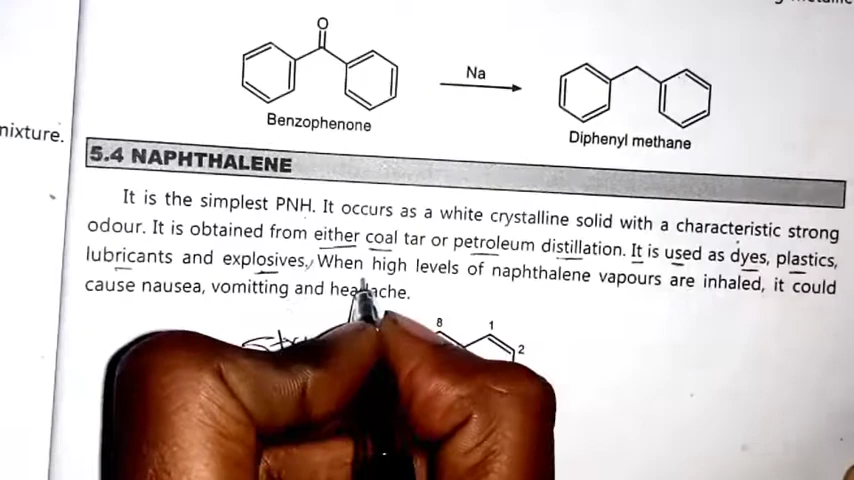 O
Na
Benzophenone
Diphenyl methane
mixture.
5.4 NAPHTHALENE
It is the simplest PNH. It occurs as a white crystalline solid with a characteristic strong
odour. It is obtained from either coal tar or petroleum distillation. It is used as dyes, plastics,
lubricants and explosives. When high levels of naphthalene vapours are inhaled, it could
cause nausea, vomitting and headache.
8 1
2